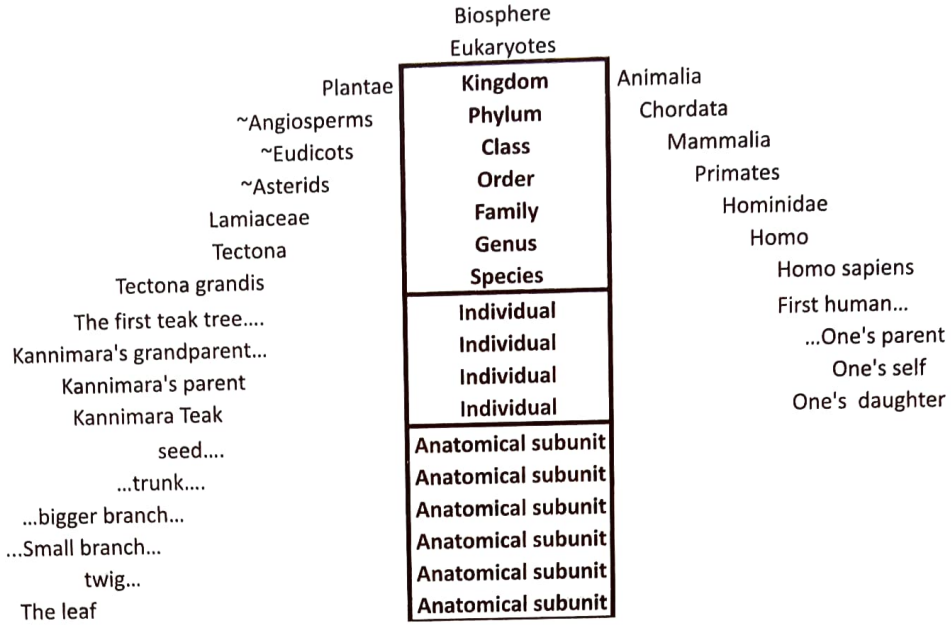 Biosphere
Eukaryotes
Plantae Kingdom Animalia
~Angiosperms Phylum Chordata
~Eudicots Class Mammalia
~Asterids Order Primates
Lamiaceae Family Hominidae
Tectona Genus Homo
Tectona grandis Species Homo sapiens
The first teak tree.... Individual First human...
Kannimara's grandparent... Individual ...One's parent
Kannimara's parent Individual One's self
Kannimara Teak Individual One's daughter
seed.... Anatomical subunit
...trunk.... Anatomical subunit
...bigger branch... Anatomical subunit
...Small branch... Anatomical subunit
twig... Anatomical subunit
The leaf Anatomical subunit